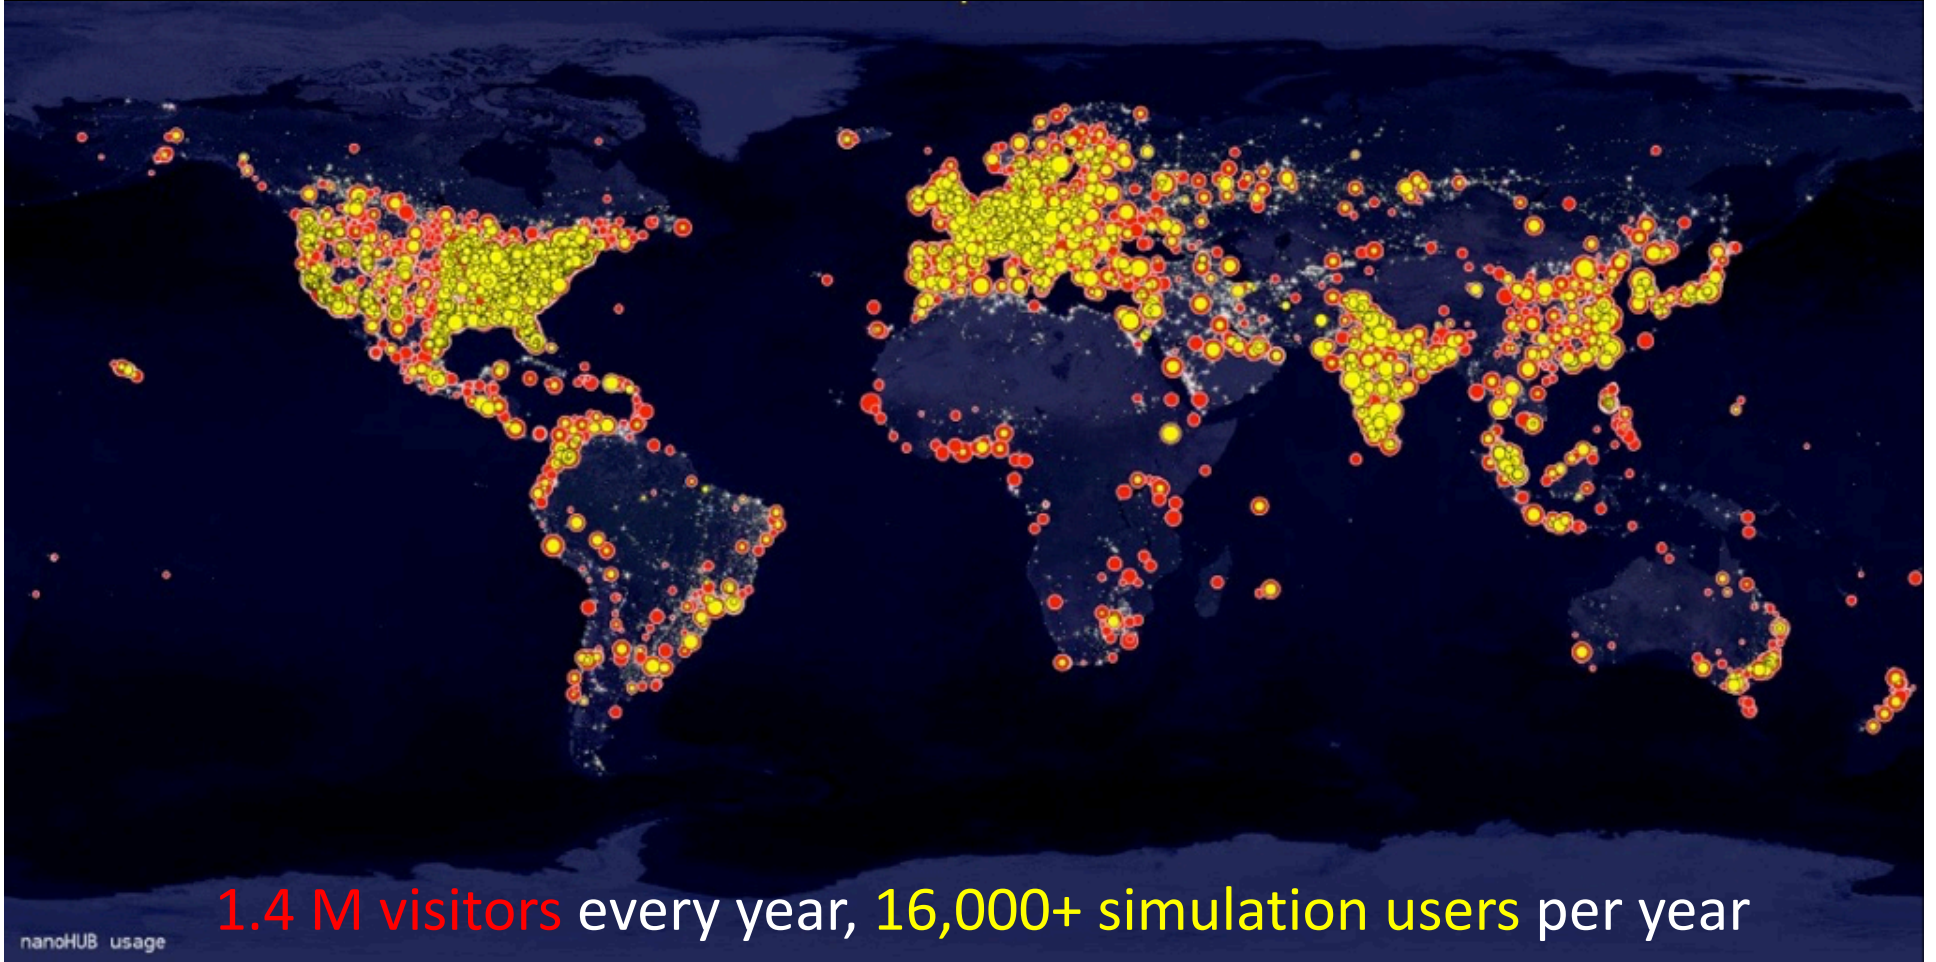 1.4 M visitors every year, 16,000+ simulation users per year
nanoHUB usage